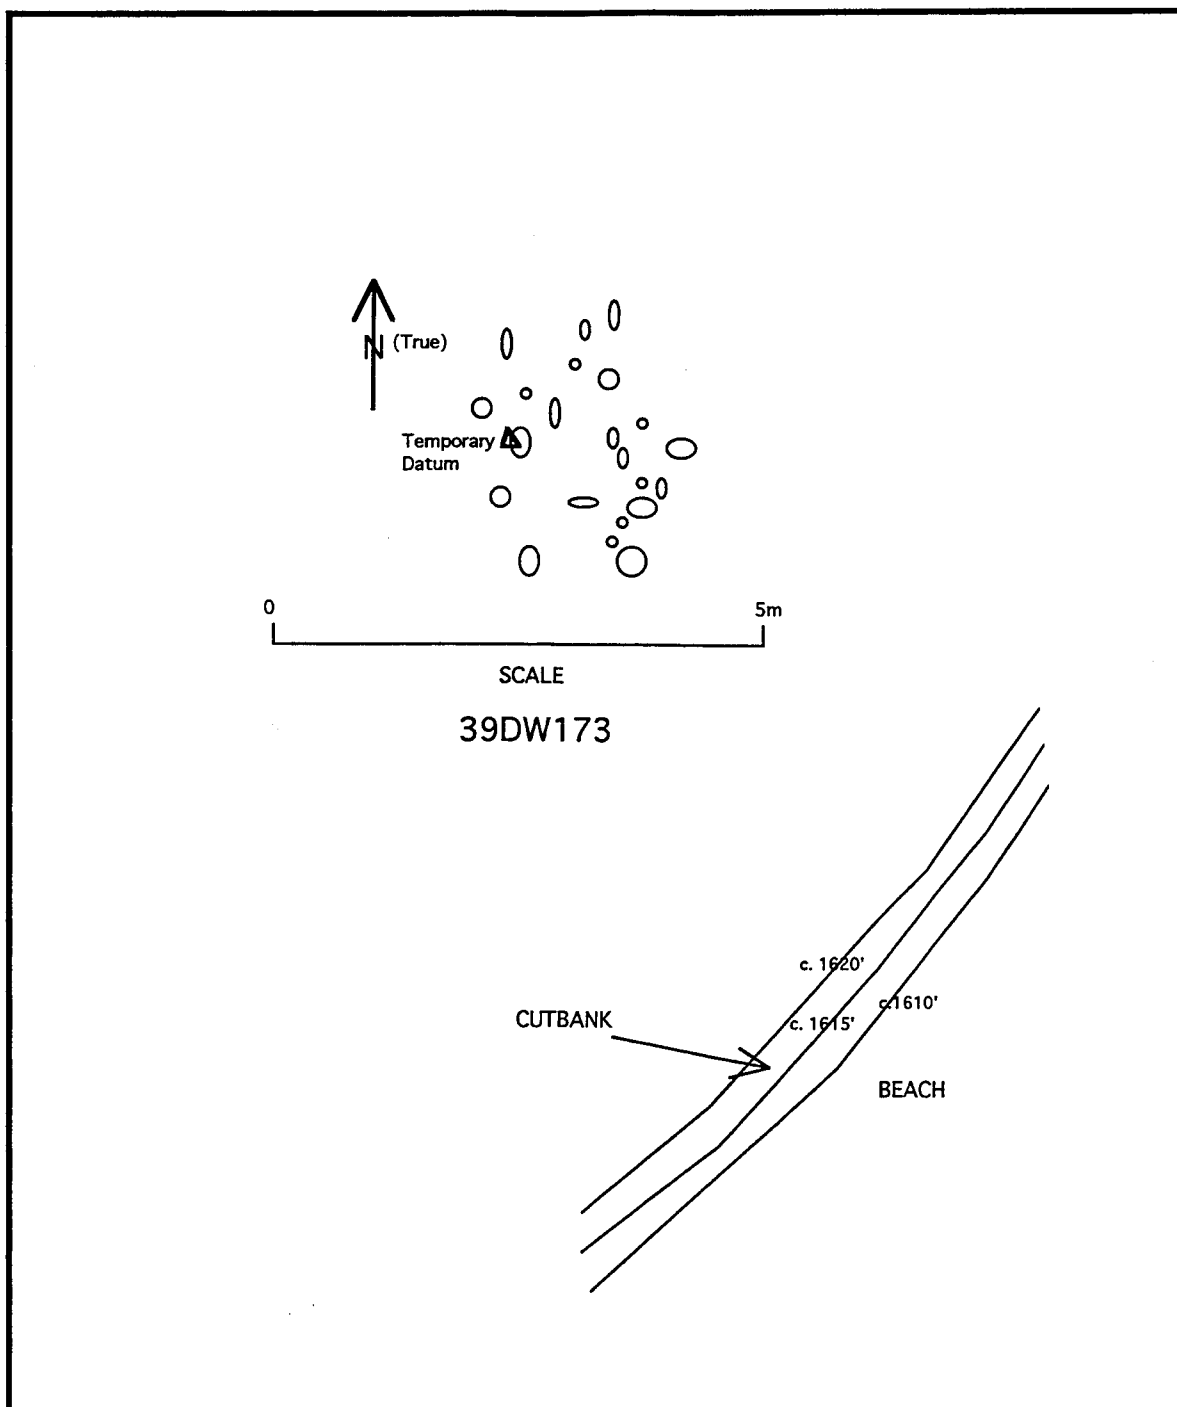 N (True)
Temporary
Datum
0 5m
SCALE
39DW173
c. 1620'
c.1610'
c. 1615'
CUTBANK
BEACH